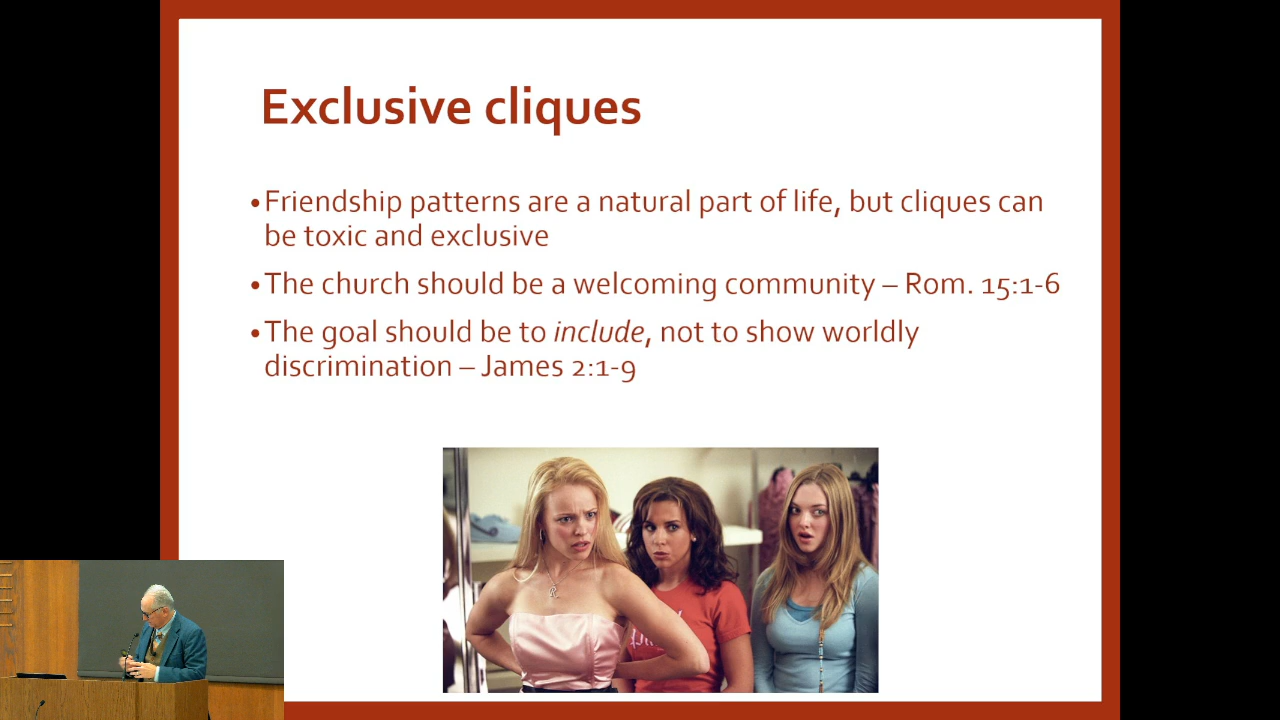 Exclusive cliques
•Friendship patterns are a natural part of life, but cliques can
be toxic and exclusive
•The church should be a welcoming community – Rom. 15:1-6
•The goal should be to include, not to show worldly
discrimination – James 2:1-9
R